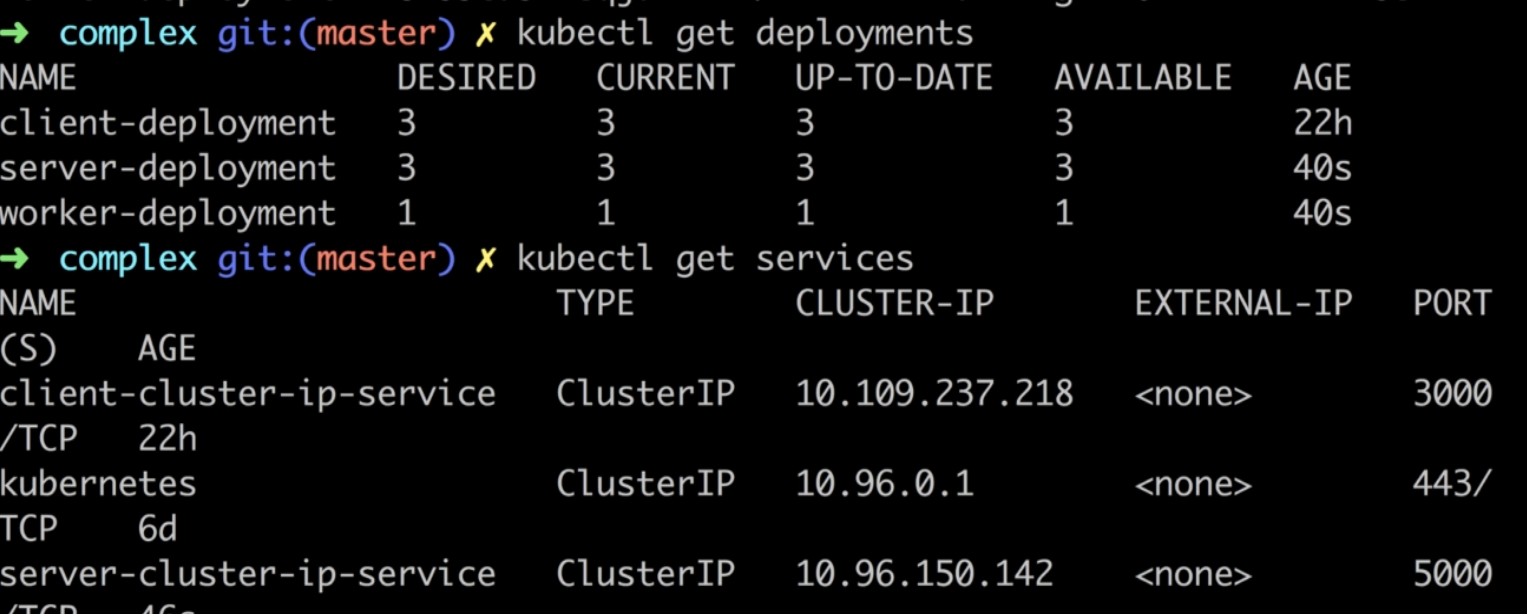 → complex git:(master) ✗ kubectl get deployments
NAME DESIRED CURRENT UP-TO-DATE AVAILABLE AGE
client-deployment 3 3 3 3 22h
server-deployment 3 3 3 3 40s
worker-deployment 1 1 1 1 40s
→ complex git:(master) ✗ kubectl get services
NAME TYPE CLUSTER-IP EXTERNAL-IP PORT
(S) AGE
client-cluster-ip-service ClusterIP 10.109.237.218 <none> 3000
/TCP 22h
kubernetes ClusterIP 10.96.0.1 <none> 443/
TCP 6d
server-cluster-ip-service ClusterIP 10.96.150.142 <none> 5000
/TCP 46s